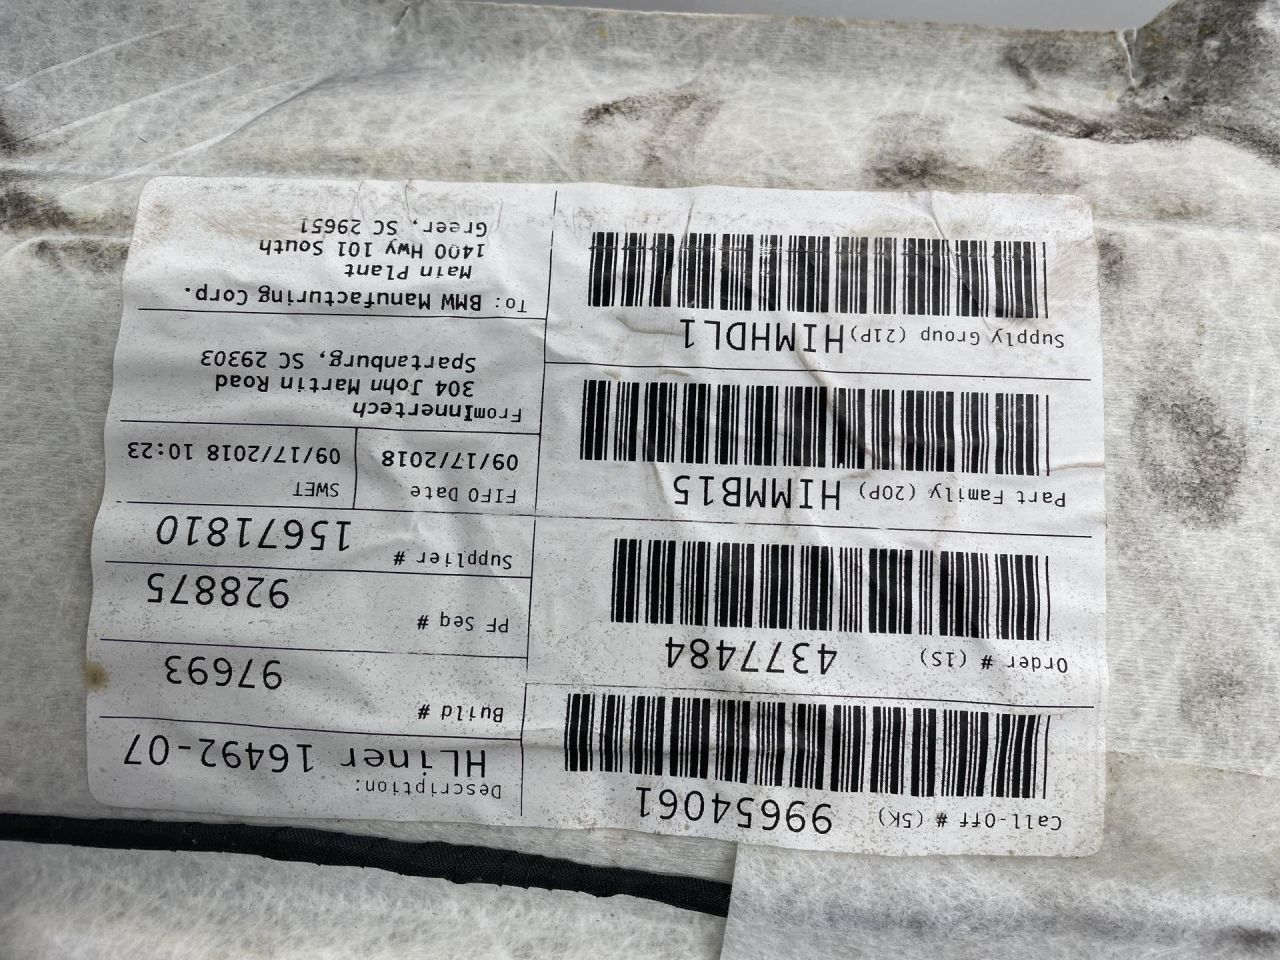 Call-Off # (5K) 99654061
Order # (1S) 4377484
Part Family (20P) HIMMB15
Supply Group (21P) HIMHDL1
Description:
HLiner 16492-07
Build # 97693
PF Seq # 928875
Supplier # 15671810
FIFO Date
09/17/2018
SWET
09/17/2018 10:23
FromInnertech
304 John Martin Road
Spartanburg, SC 29303
To: BMW Manufacturing Corp.
Main Plant
1400 Hwy 101 South
Greer, SC 29651